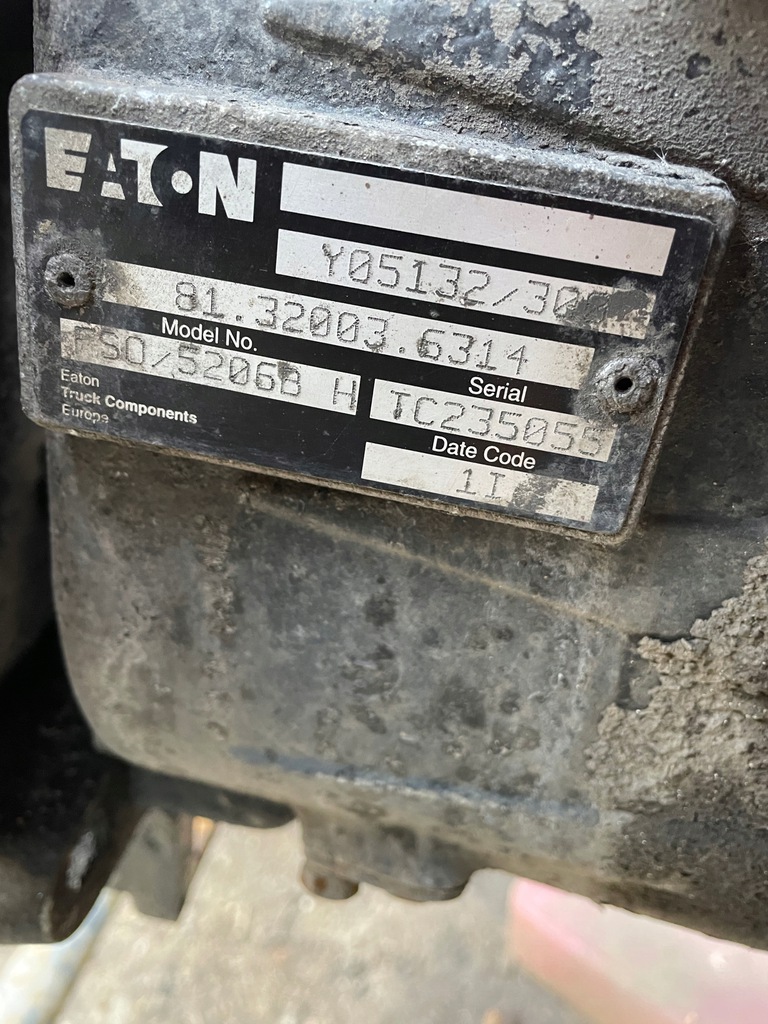 EATON
Y05132/30
81.32003.6314
Model No.
FSO/5206B H
Serial
TC235055
Eaton
Truck Components
Europe
Date Code
1I